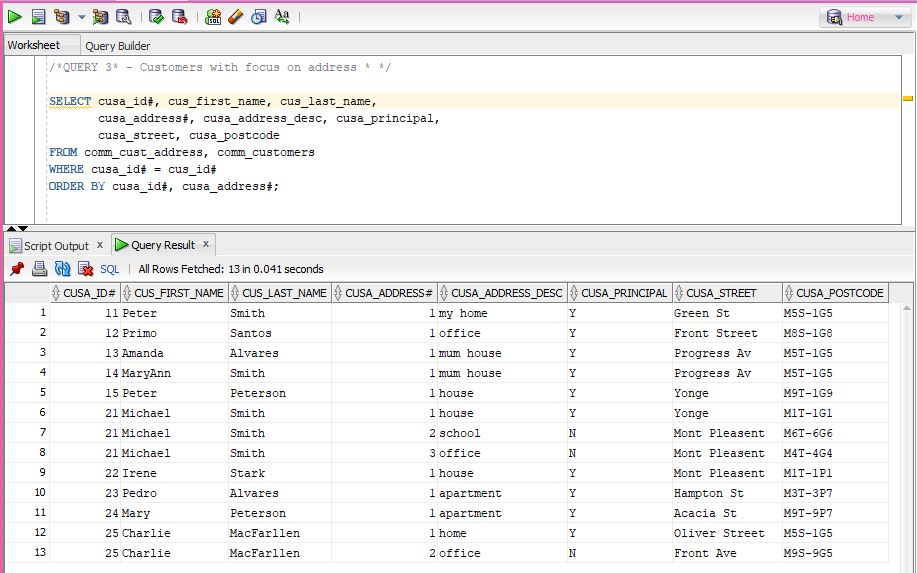 SQL Aa Home
Worksheet Query Builder
/*QUERY 3* - Customers with focus on address * */
SELECT cusa_id#, cus_first_name, cus_last_name,
cusa_address#, cusa_address_desc, cusa_principal,
cusa_street, cusa_postcode
FROM comm_cust_address, comm_customers
WHERE cusa_id# = cus_id#
ORDER BY cusa_id#, cusa_address#;
Script Output x Query Result x
SQL | All Rows Fetched: 13 in 0.041 seconds
CUSA_ID# CUS_FIRST_NAME CUS_LAST_NAME CUSA_ADDRESS# CUSA_ADDRESS_DESC CUSA_PRINCIPAL CUSA_STREET CUSA_POSTCODE
1 11 Peter Smith 1 my home Y Green St M5S-1G5
2 12 Primo Santos 1 office Y Front Street M8S-1G8
3 13 Amanda Alvares 1 mum house Y Progress Av M5T-1G5
4 14 MaryAnn Smith 1 mum house Y Progress Av M5T-1G5
5 15 Peter Peterson 1 house Y Yonge M9T-1G9
6 21 Michael Smith 1 house Y Yonge M1T-1G1
7 21 Michael Smith 2 school N Mont Pleasent M6T-6G6
8 21 Michael Smith 3 office N Mont Pleasent M4T-4G4
9 22 Irene Stark 1 house Y Mont Pleasent M1T-1P1
10 23 Pedro Alvares 1 apartment Y Hampton St M3T-3P7
11 24 Mary Peterson 1 apartment Y Acacia St M9T-9P7
12 25 Charlie MacFarllen 1 home Y Oliver Street M5S-1G5
13 25 Charlie MacFarllen 2 office N Front Ave M9S-9G5